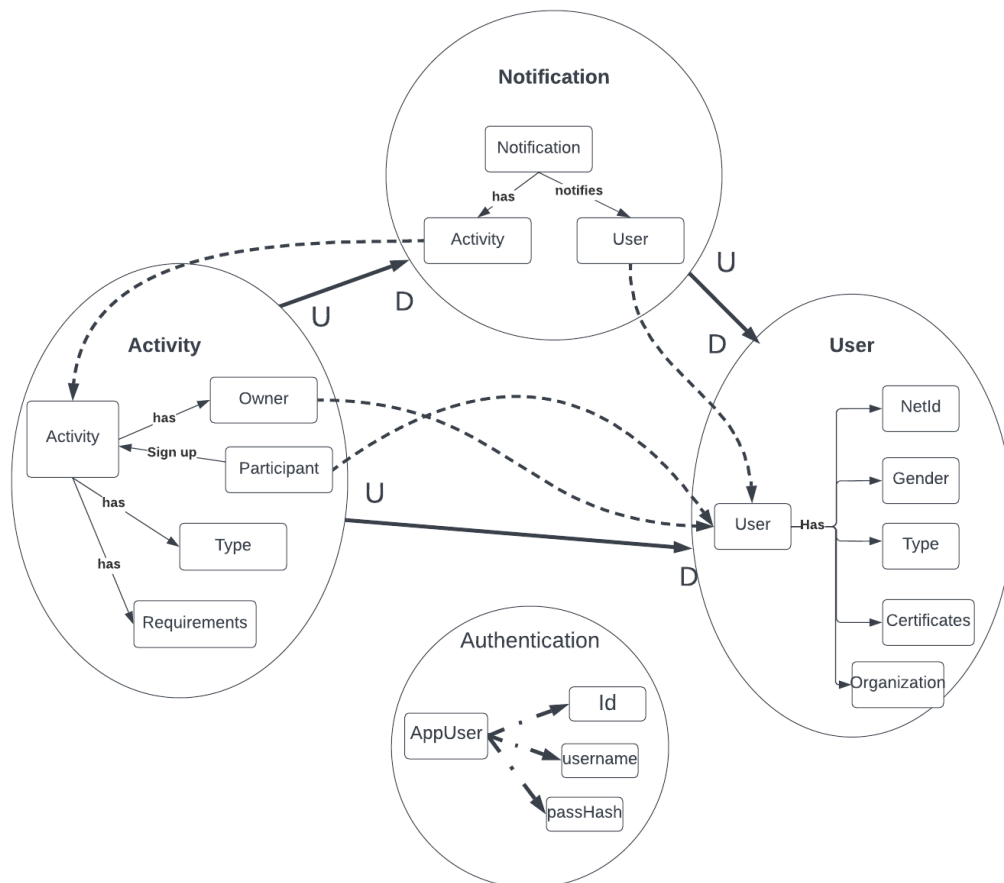 Notification
Notification
has
notifies
Activity
User
U
D
U
D
Activity
Activity
has
Owner
Sign up
Participant
has
Type
has
Requirements
U
D
User
User
Has
NetId
Gender
Type
Certificates
Organization
Authentication
AppUser
Id
username
passHash